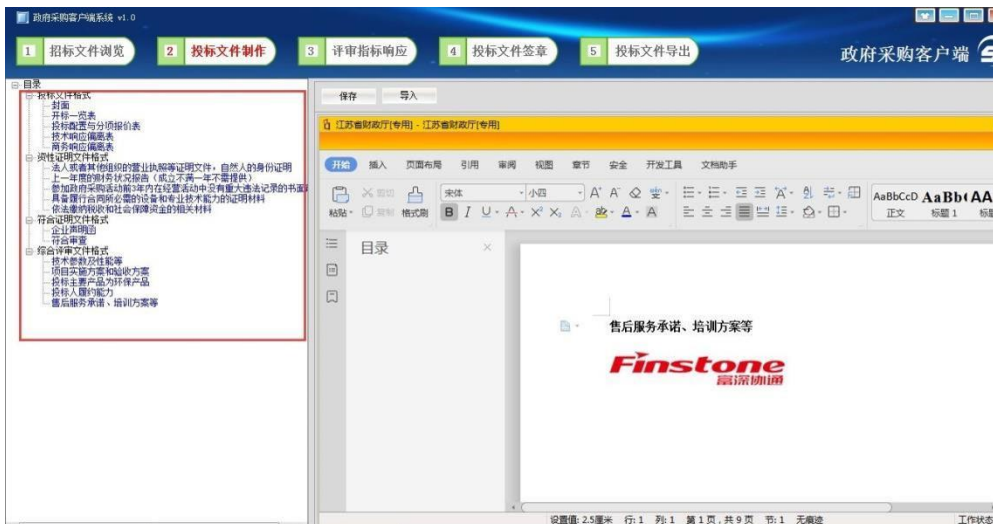 政府采购客户端系统 v1.0
1 招标文件浏览
2 投标文件制作
3 评审指标响应
4 投标文件签章
5 投标文件导出
政府采购客户端
目录
投标文件格式
封面
开标一览表
投标配置与分项报价表
技术响应偏离表
商务响应偏离表
资性证明文件格式
法人或者其他组织的营业执照等证明文件，自然人的身份证明
上一年度的财务状况报告（成立不满一年不需提供）
参加政府采购活动前3年内在经营活动中没有重大违法记录的书面
具备履行合同所必需的设备和专业技术能力的证明材料
依法缴纳税收和社会保障资金的相关材料
符合证明文件格式
企业声明函
符合审查
综合评审文件格式
技术参数及性能等
项目实施方案和验收方案
投标主要产品为环保产品
投标人履约能力
售后服务承诺、培训方案等
保存 导入
江苏省财政厅[专用] - 江苏省财政厅[专用]
开始 插入 页面布局 引用 审阅 视图 章节 安全 开发工具 文档助手
粘贴 剪切 复制 格式刷
宋体 小四
AaBbCcD AaBb( AA
正文 标题 1 标题
目录
售后服务承诺、培训方案等
Finstone
富深协通
设置值: 2.5厘米 行: 1 列: 1 第 1 页 , 共 9 页 节: 1 无痕迹 工作状态